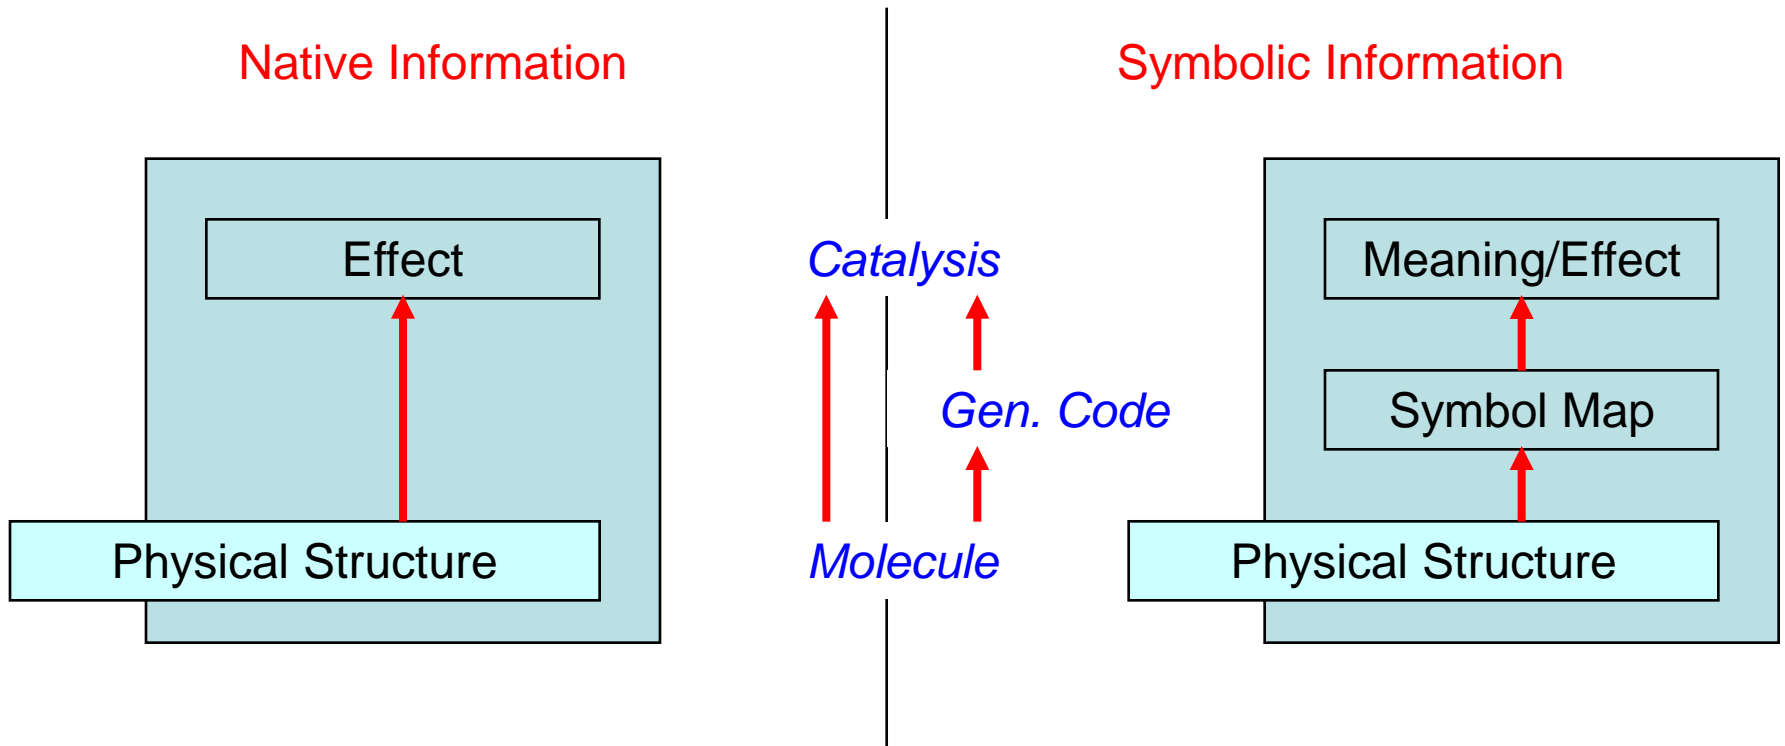 Native Information
Symbolic Information
Effect
Catalysis
Meaning/Effect
Gen. Code
Symbol Map
Physical Structure
Molecule
Physical Structure